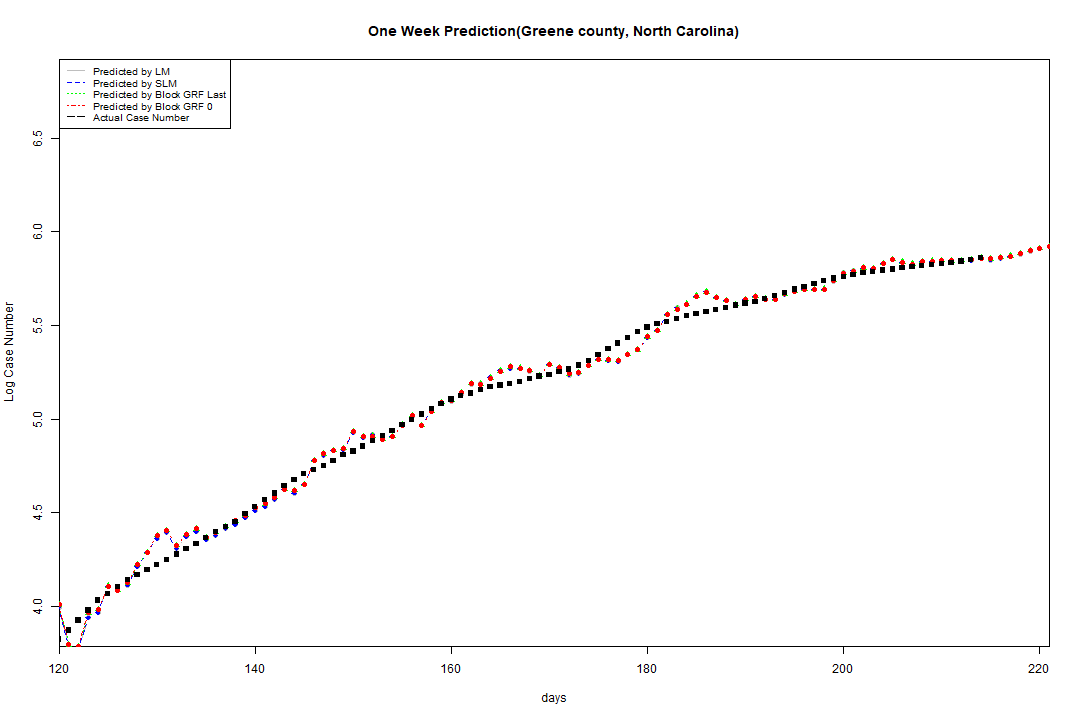 One Week Prediction(Greene county, North Carolina)
Predicted by LM
Predicted by SLM
Predicted by Block GRF Last
Predicted by Block GRF 0
Actual Case Number
6.5
6.0
5.5
5.0
4.5
4.0
Log Case Number
120 140 160 180 200 220
days